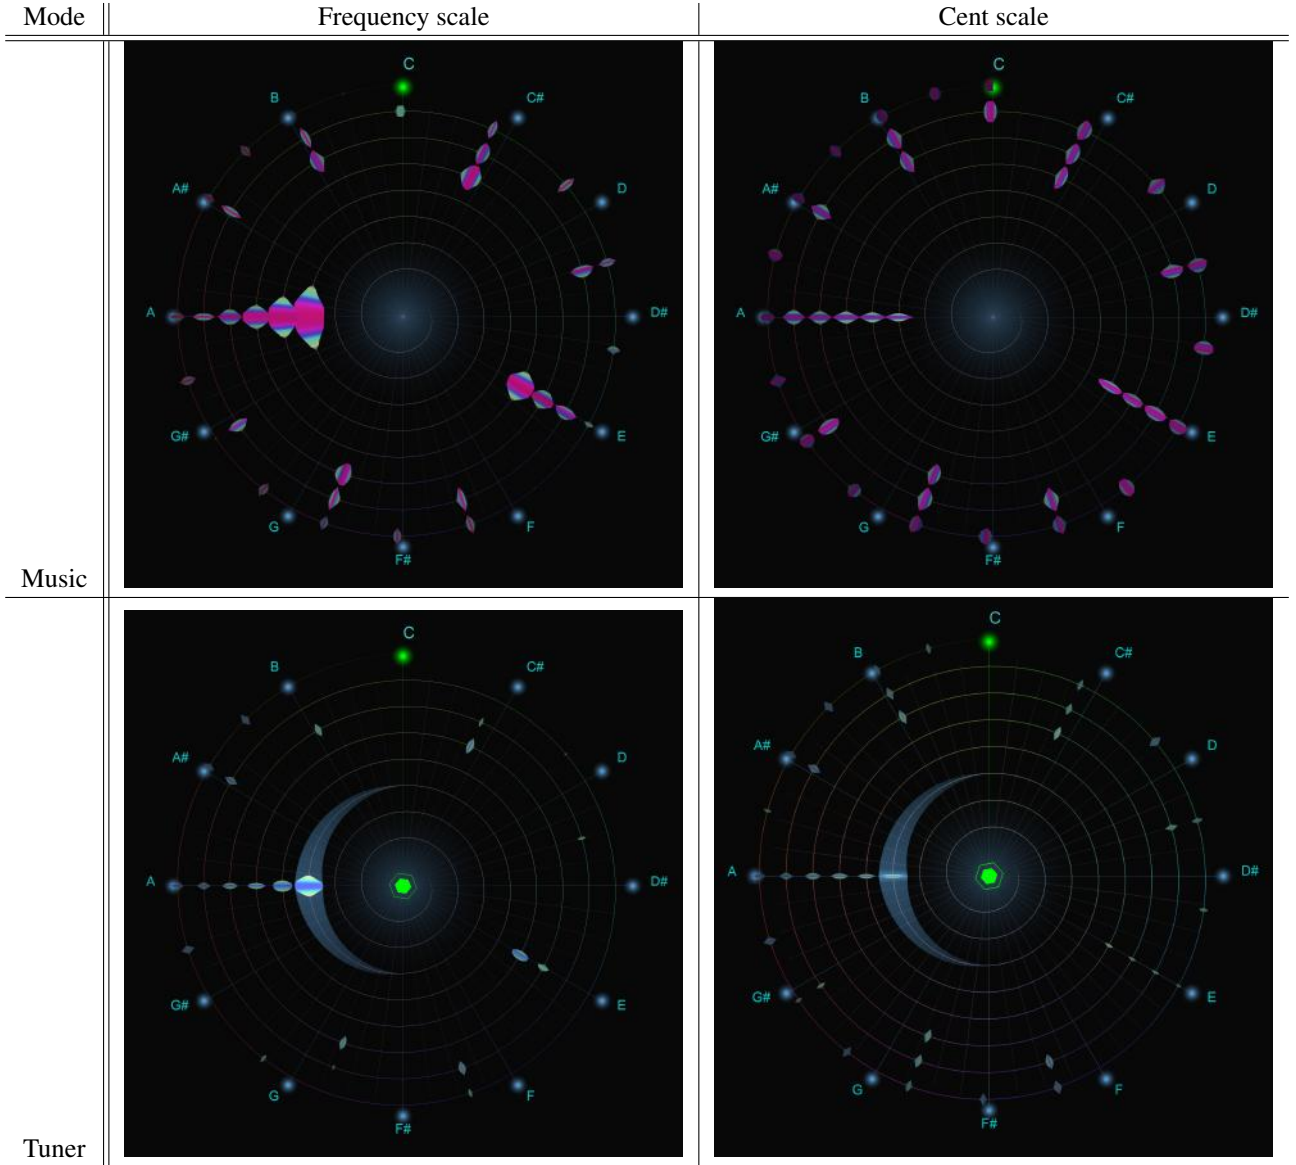 Mode Frequency scale Cent scale
C C
B C# B C#
A# D A# D
A D# A D#
G# E G# E
G F G F
F# F#
Music
C C
B C# B C#
A# D A# D
A D# A D#
G# E G# E
G F G F
F# F#
Tuner